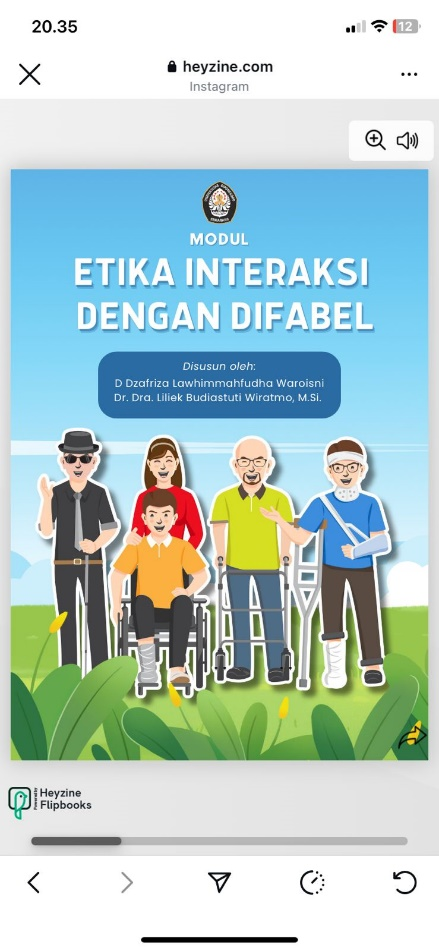 20.35
12
heyzine.com
Instagram
MODUL
ETIKA INTERAKSI
DENGAN DIFABEL
Disusun oleh:
D Dzafriza Lawhimmahfudha Waroisni
Dr. Dra. Liliek Budiastuti Wiratmo, M.Si.
Heyzine
Flipbooks